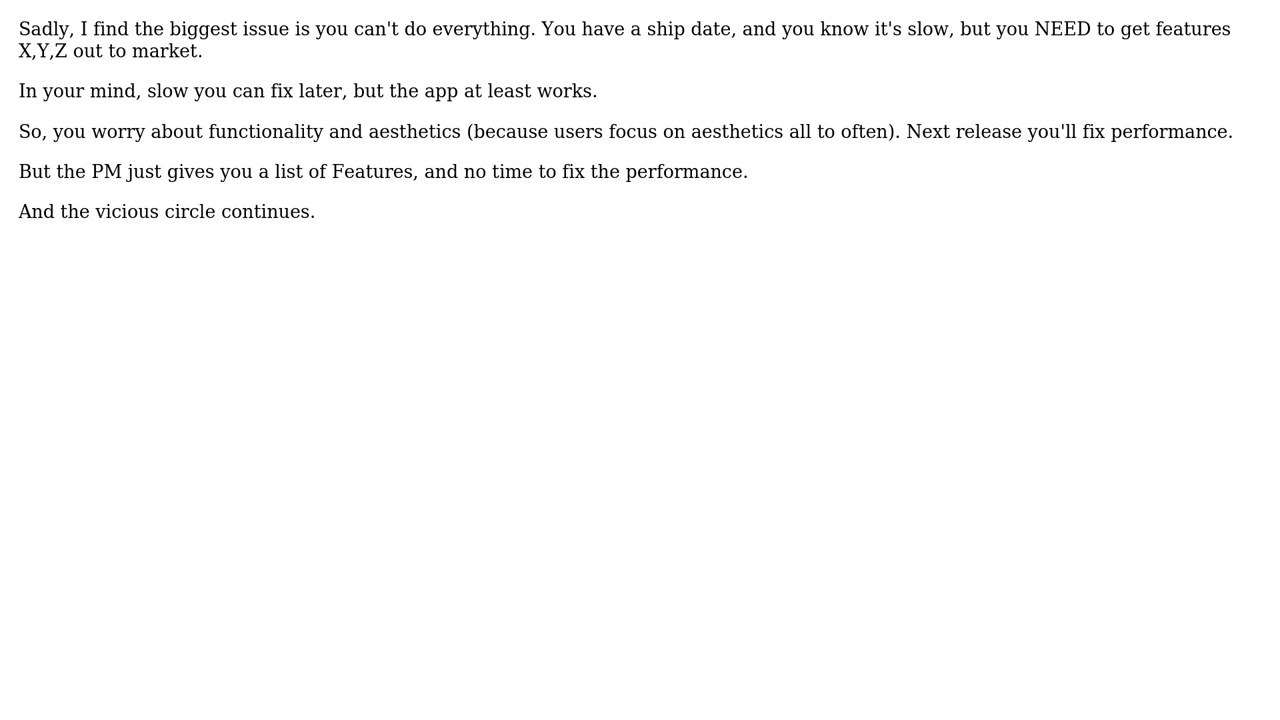 Sadly, I find the biggest issue is you can't do everything. You have a ship date, and you know it's slow, but you NEED to get features
X,Y,Z out to market.
In your mind, slow you can fix later, but the app at least works.
So, you worry about functionality and aesthetics (because users focus on aesthetics all to often). Next release you'll fix performance.
But the PM just gives you a list of Features, and no time to fix the performance.
And the vicious circle continues.